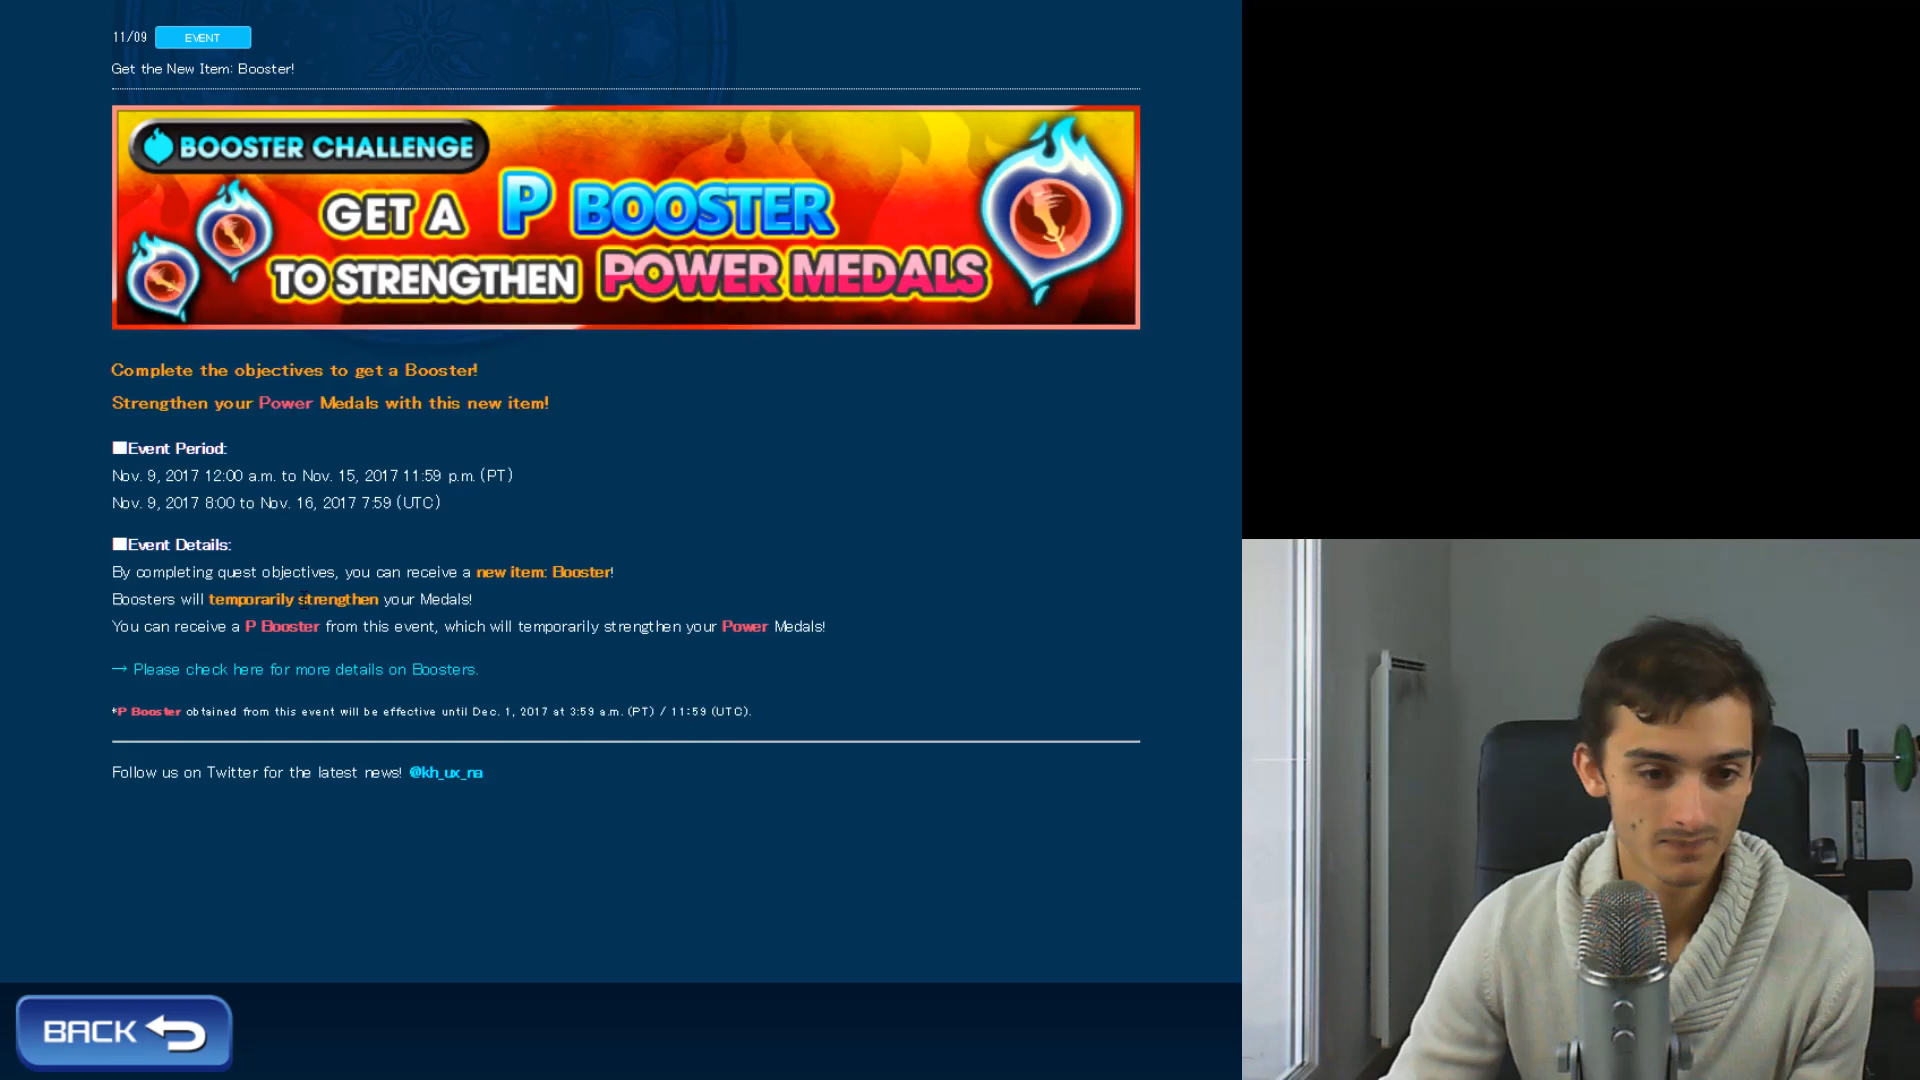 11/09 EVENT
Get the New Item: Booster!
BOOSTER CHALLENGE
GET A P BOOSTER
TO STRENGTHEN POWER MEDALS
Complete the objectives to get a Booster!
Strengthen your Power Medals with this new item!
■Event Period:
Nov. 9, 2017 12:00 a.m. to Nov. 15, 2017 11:59 p.m. (PT)
Nov. 9, 2017 8:00 to Nov. 16, 2017 7:59 (UTC)
■Event Details:
By completing quest objectives, you can receive a new item: Booster!
Boosters will temporarily strengthen your Medals!
You can receive a P Booster from this event, which will temporarily strengthen your Power Medals!
→ Please check here for more details on Boosters.
*P Booster obtained from this event will be effective until Dec. 1, 2017 at 3:59 a.m. (PT) / 11:59 (UTC).
Follow us on Twitter for the latest news! @kh_ux_na
BACK